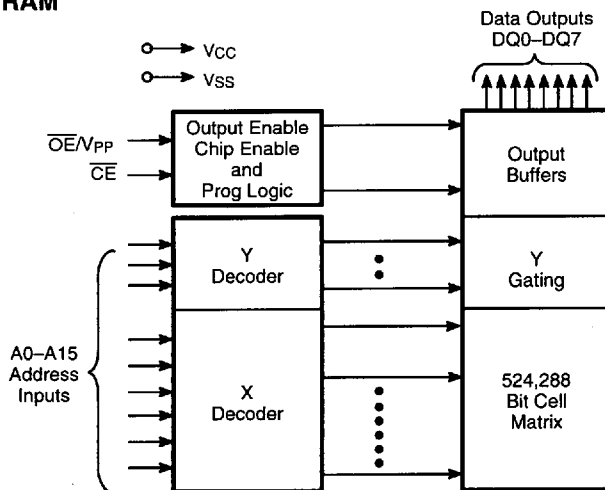 RAM
Data Outputs
DQ0–DQ7
VCC
VSS
OE/VPP
CE
Output Enable
Chip Enable
and
Prog Logic
Output
Buffers
Y
Decoder
Y
Gating
A0–A15
Address
Inputs
X
Decoder
524,288
Bit Cell
Matrix